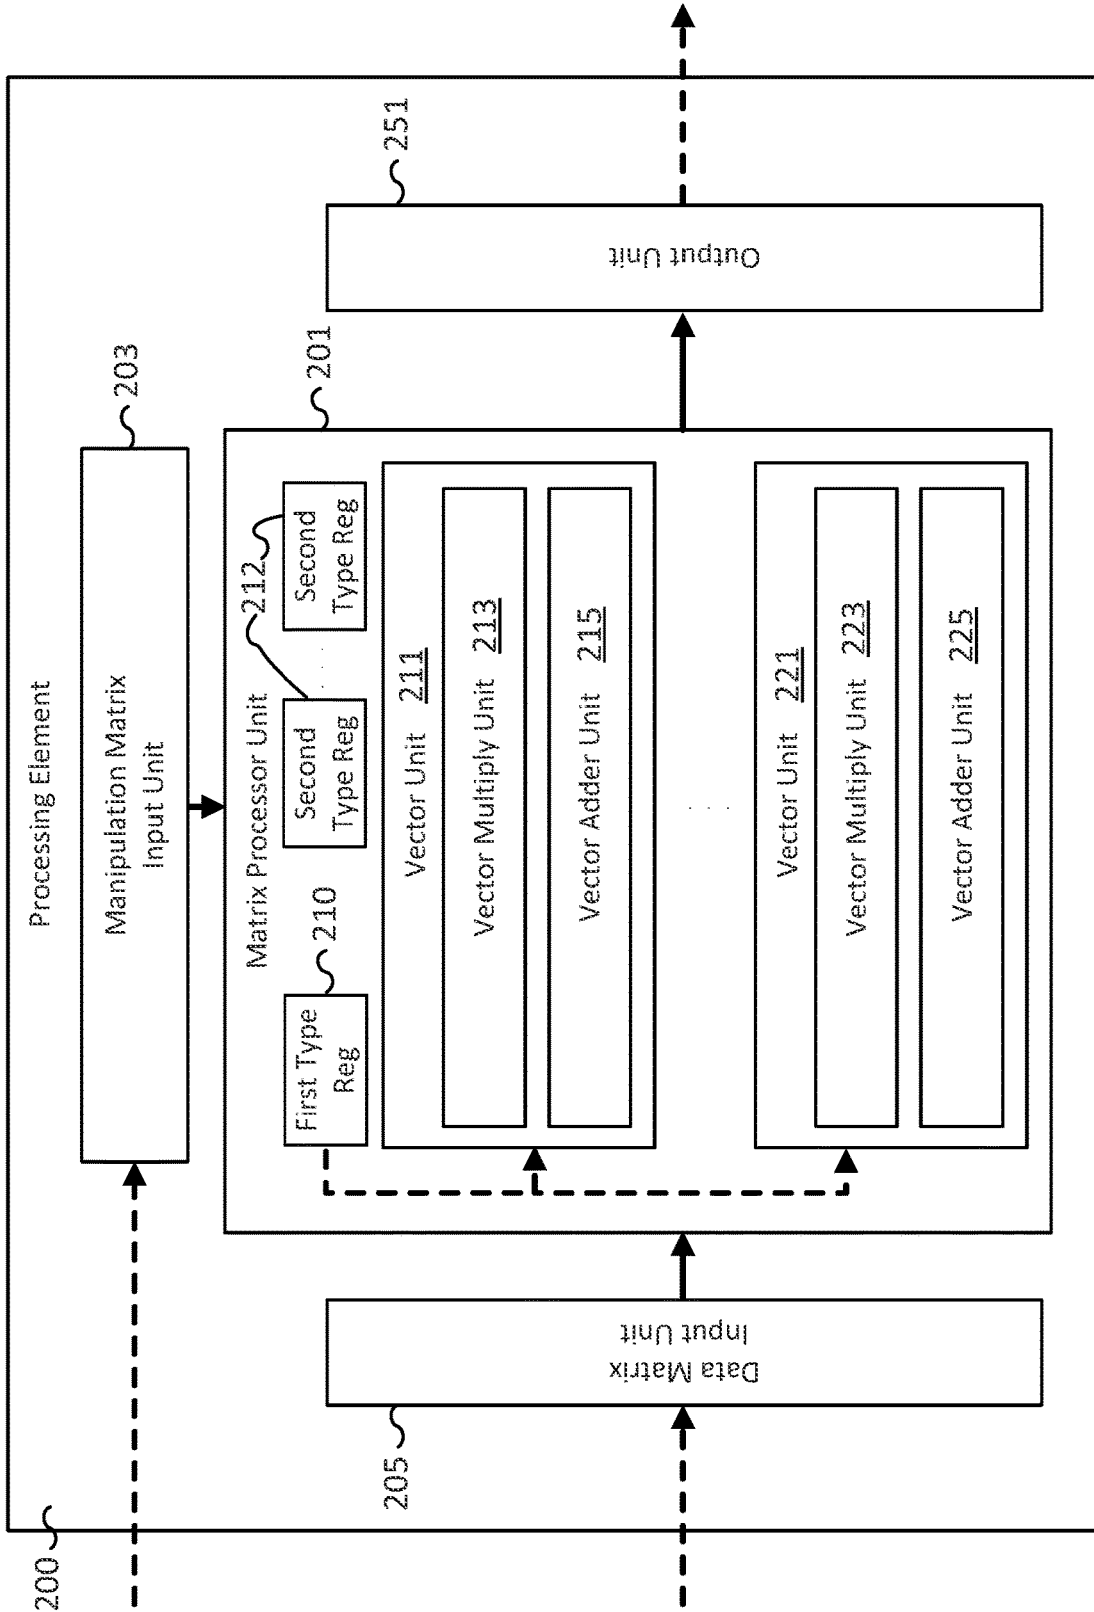 200
Processing Element
Manipulation Matrix
Input Unit
203
Matrix Processor Unit
201
First Type
Reg
210
Second
Type Reg
. . .
Second
Type Reg
212
Vector Unit 211
Vector Multiply Unit 213
Vector Adder Unit 215
. . .
Vector Unit 221
Vector Multiply Unit 223
Vector Adder Unit 225
205
Data Matrix
Input Unit
251
Output Unit